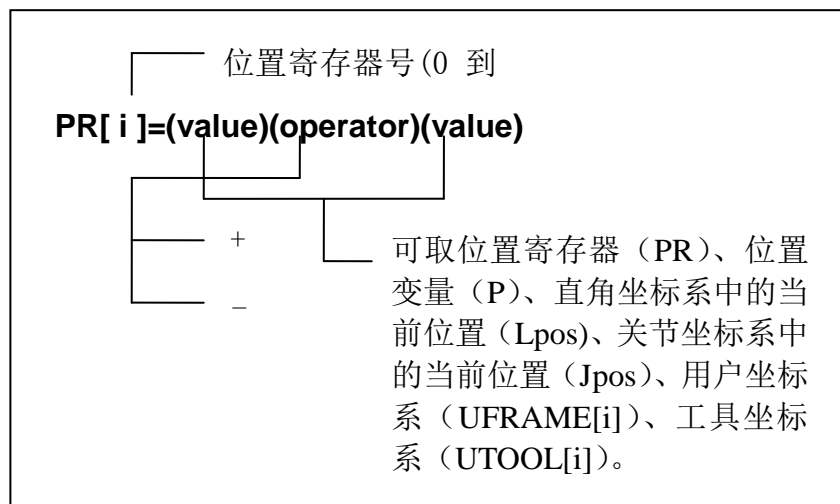 位置寄存器号(0 到
PR[ i ]=(value)(operator)(value)
+
–
可取位置寄存器（PR）、位置
变量（P）、直角坐标系中的当
前位置（Lpos)、关节坐标系中
的当前位置（Jpos）、用户坐标
系（UFRAME[i]）、工具坐标
系（UTOOL[i]）。